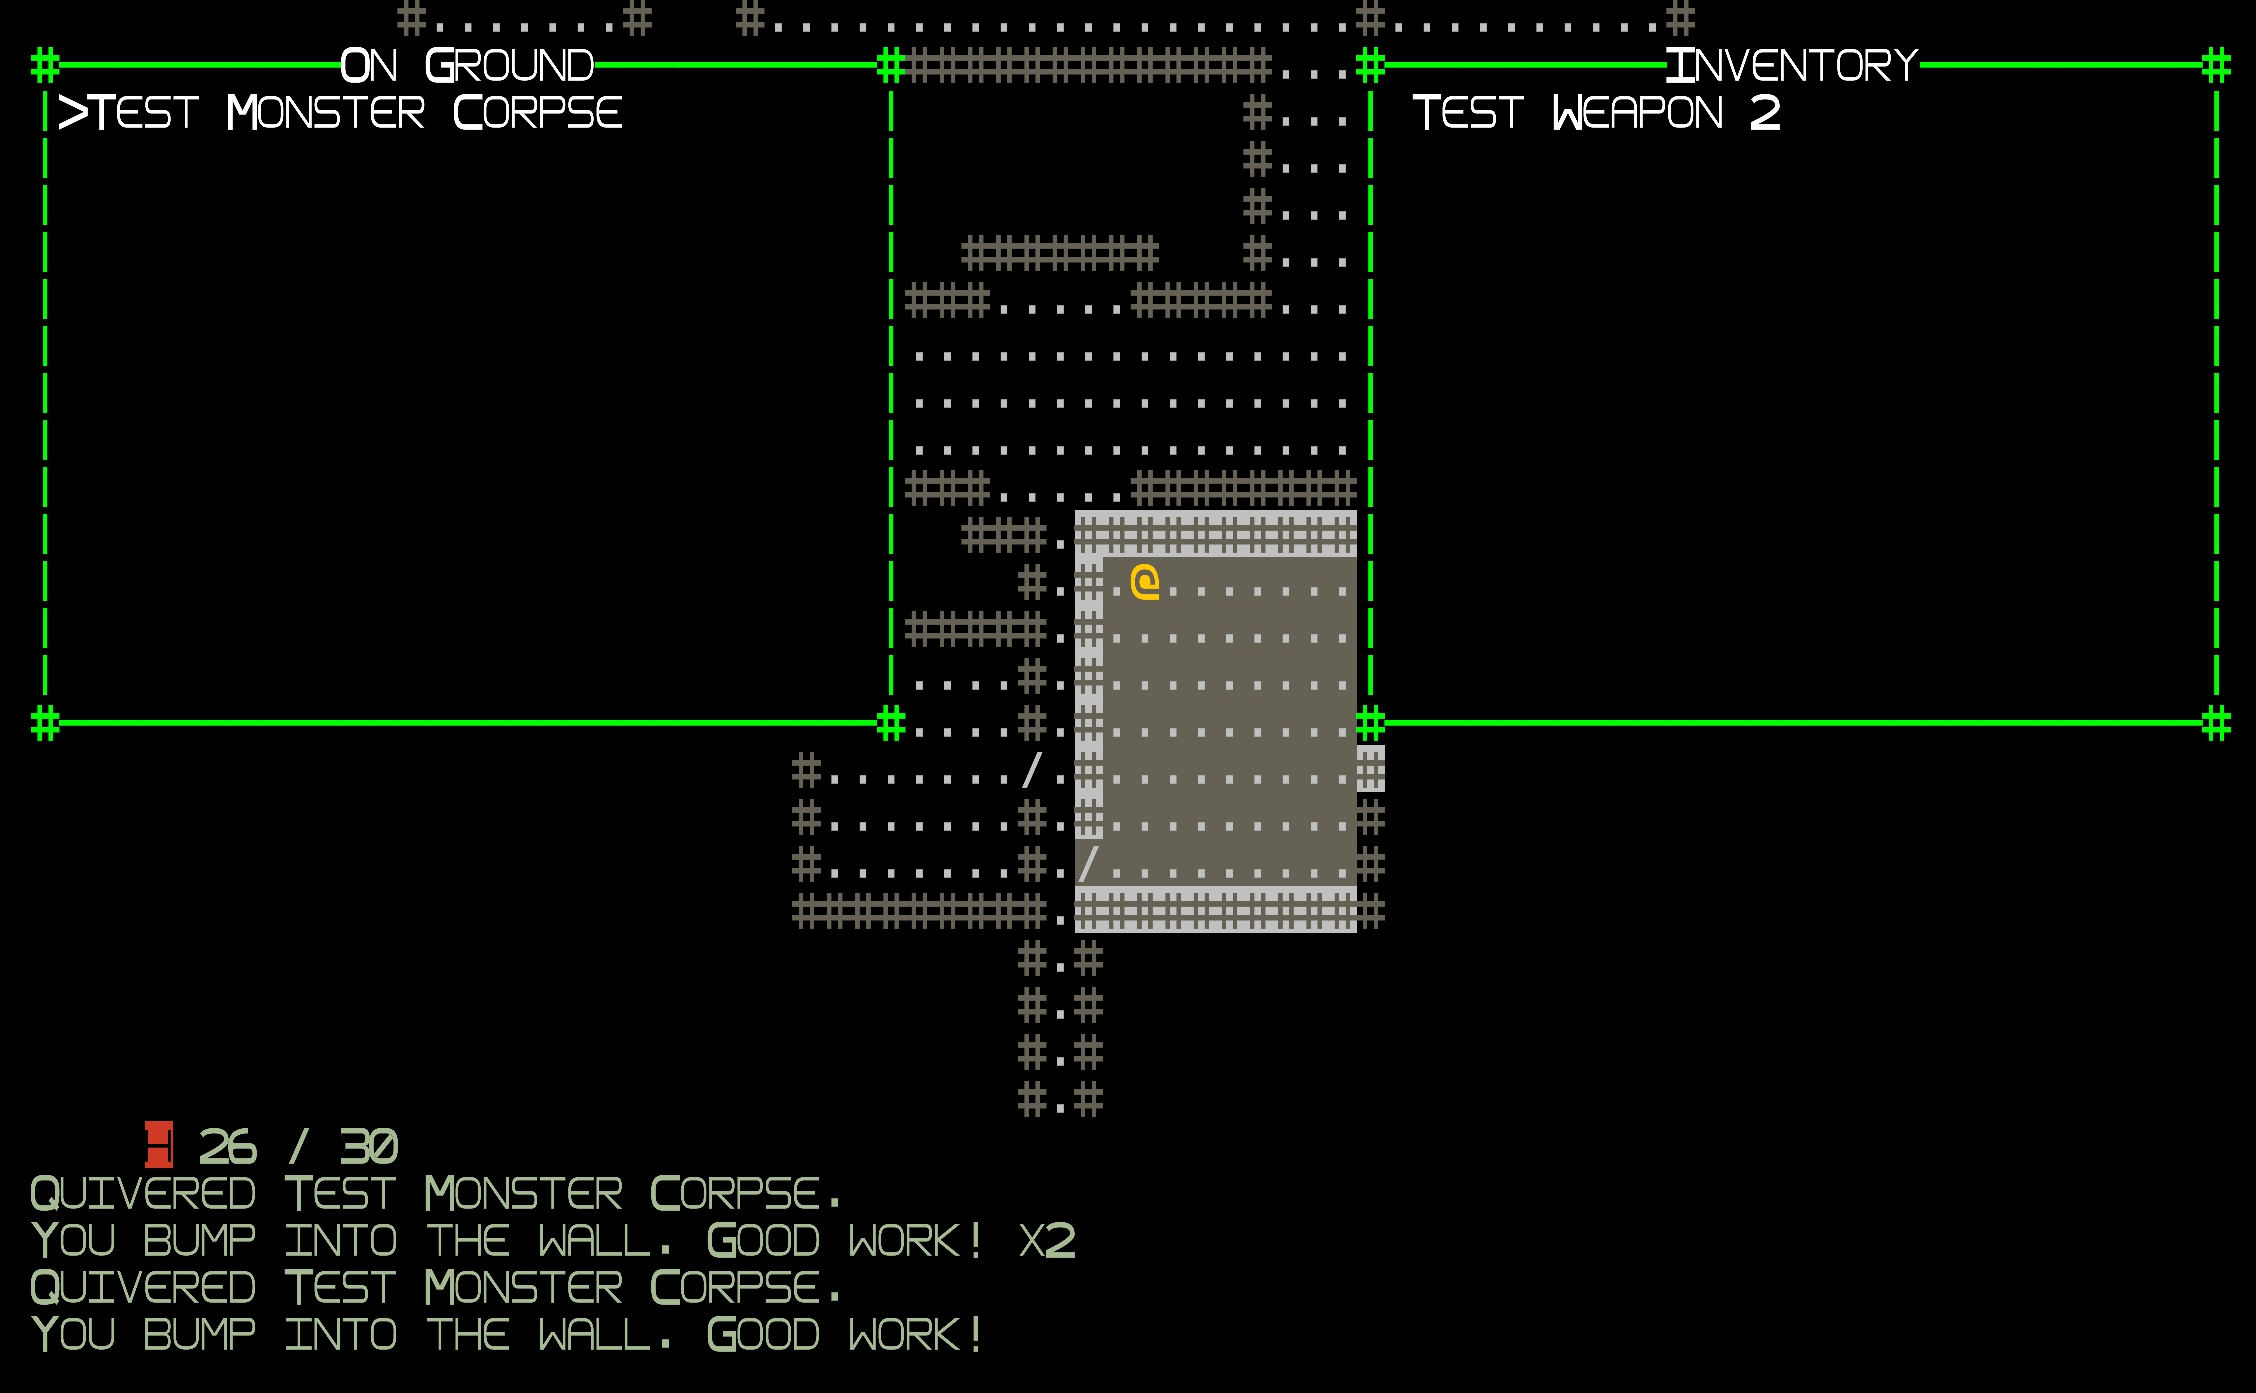 On Ground
>Test Monster Corpse
Inventory
Test Weapon 2
@
26 / 30
Quivered Test Monster Corpse.
You bump into the wall. Good work! x2
Quivered Test Monster Corpse.
You bump into the wall. Good work!